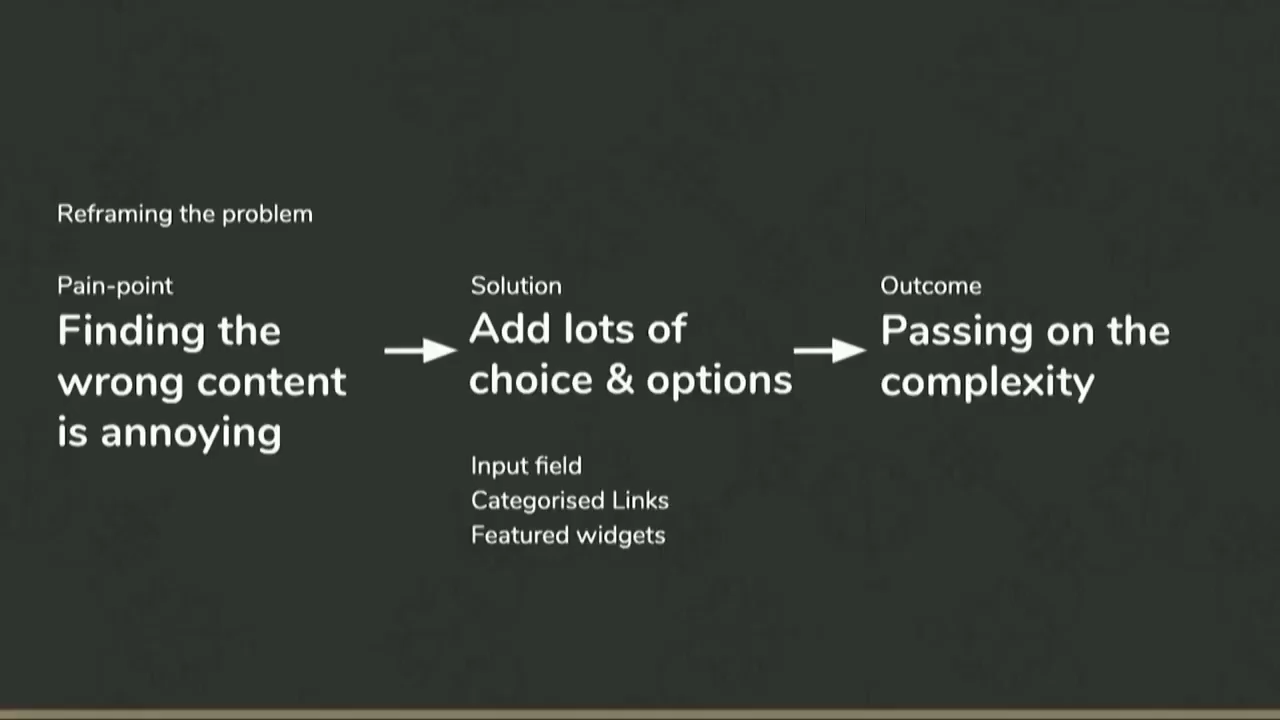 Reframing the problem
Pain-point
Finding the
wrong content
is annoying
Solution
Add lots of
choice & options
Input field
Categorised Links
Featured widgets
Outcome
Passing on the
complexity